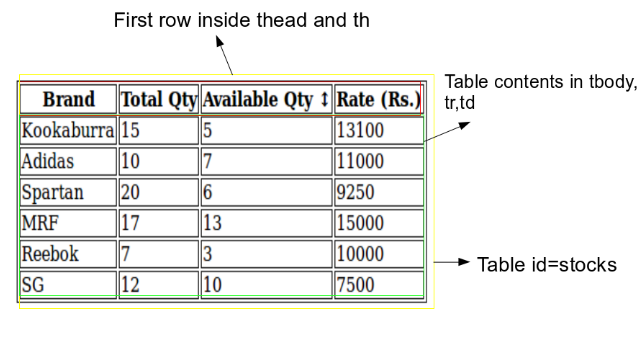 First row inside thead and th
Brand Total Qty Available Qty ↕ Rate (Rs.)
Table contents in tbody,
tr,td
Kookaburra 15 5 13100
Adidas 10 7 11000
Spartan 20 6 9250
MRF 17 13 15000
Reebok 7 3 10000
Table id=stocks
SG 12 10 7500